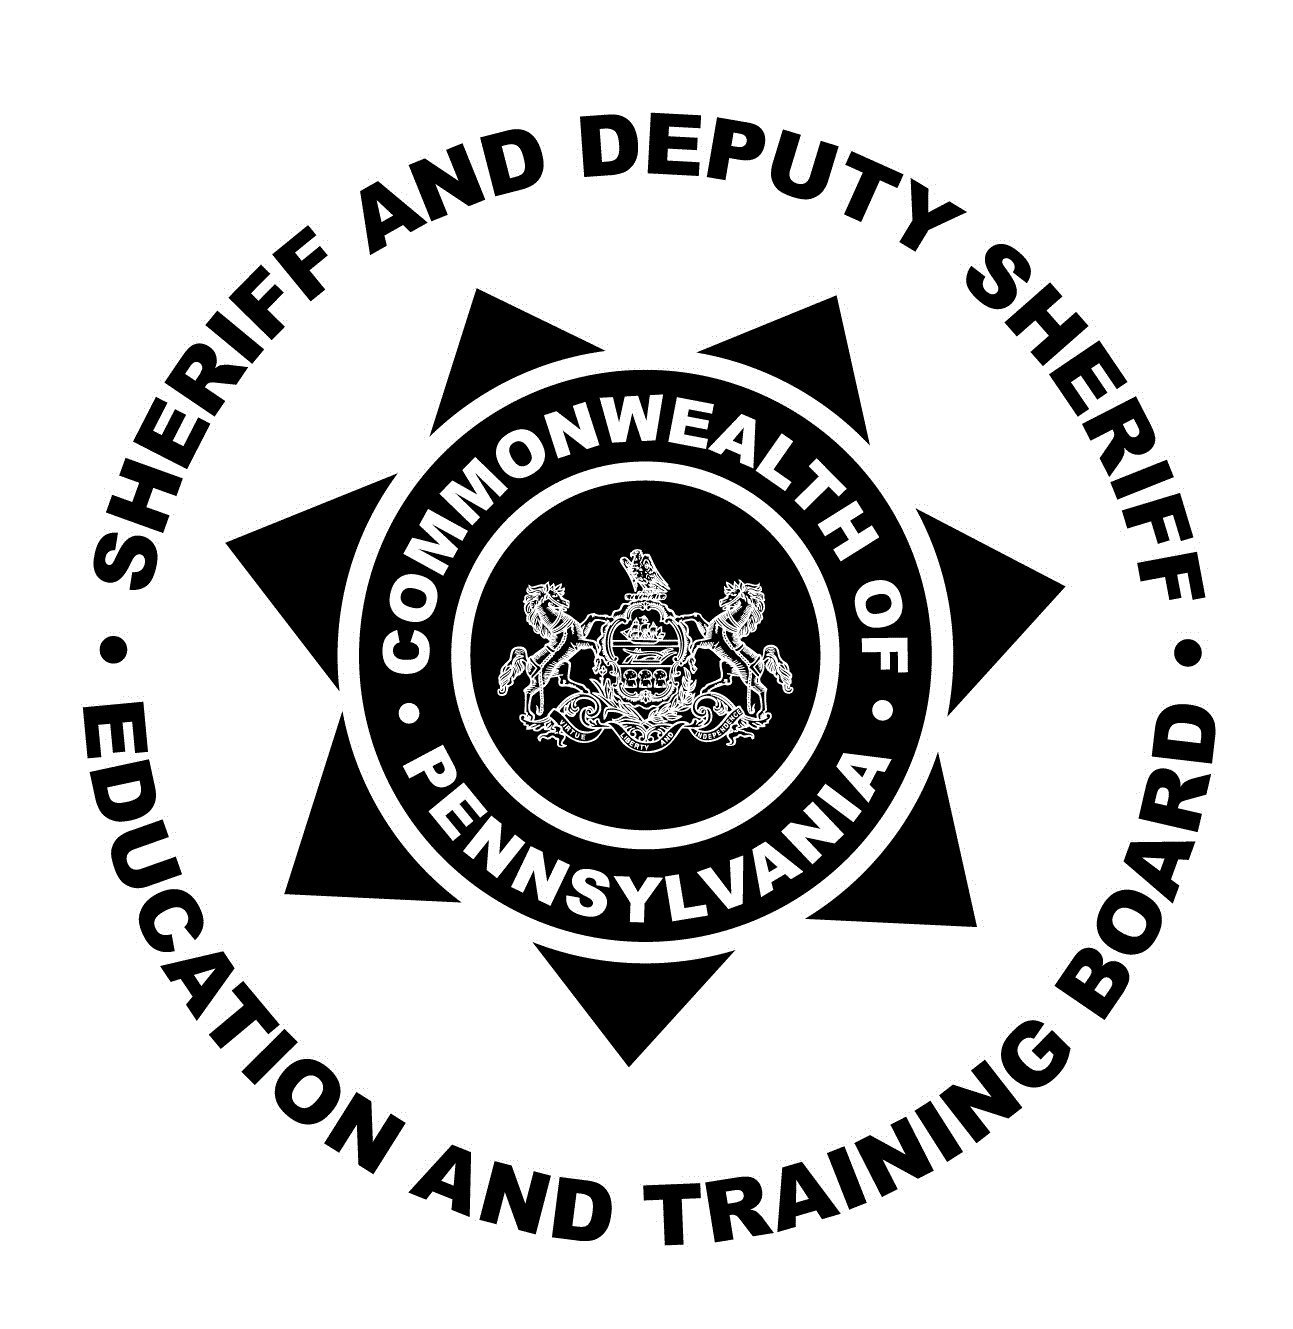 SHERIFF AND DEPUTY SHERIFF
• EDUCATION AND TRAINING BOARD •
COMMONWEALTH OF
• PENNSYLVANIA •
VIRTUE LIBERTY AND INDEPENDENCE